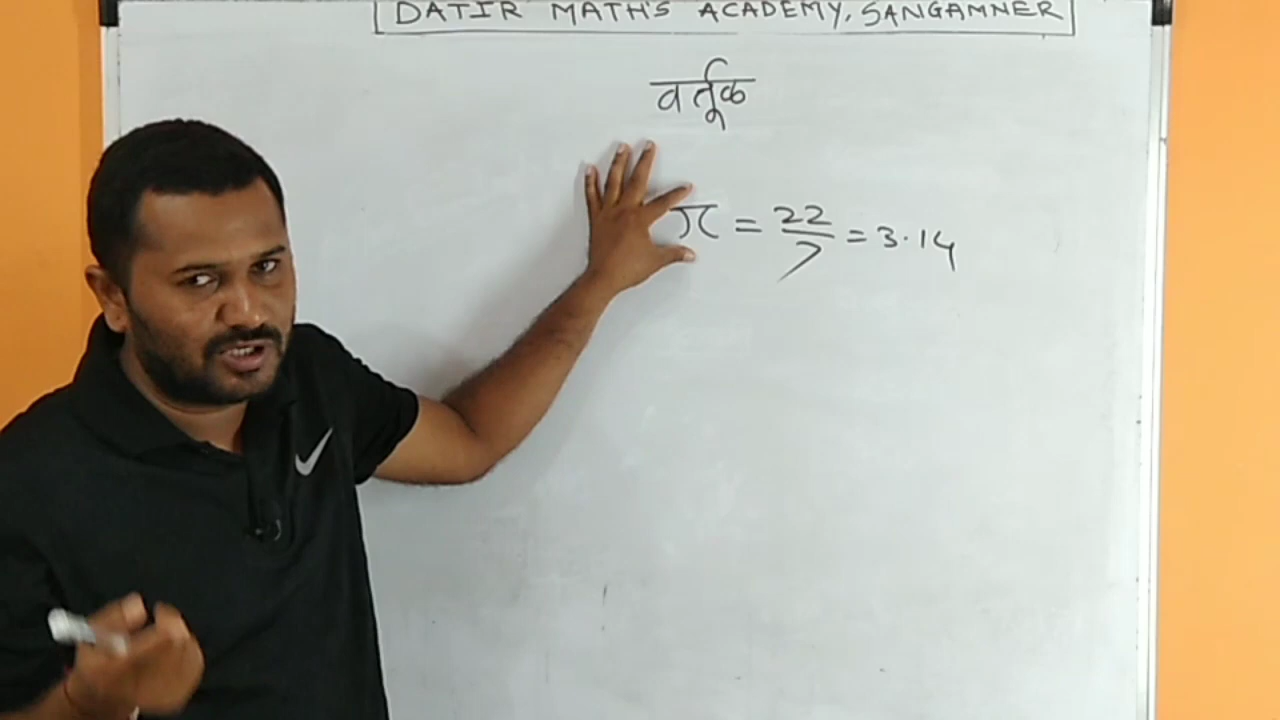 DATIR MATH'S ACADEMY, SANGAMNER
वर्तूळ
π = 22/7 = 3.14